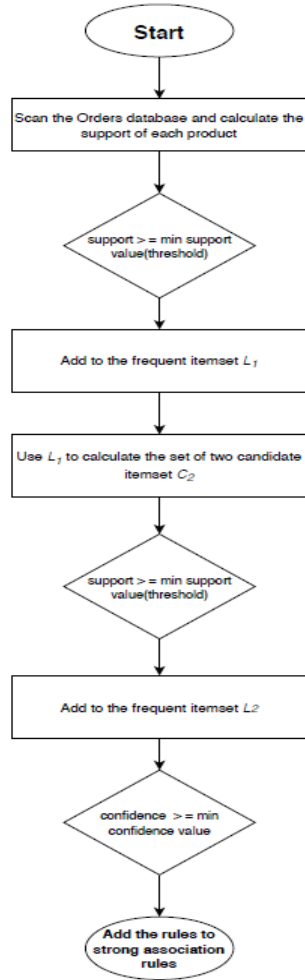 Start
Scan the Orders database and calculate the
support of each product
support >= min support
value(threshold)
Add to the frequent itemset L1
Use L1 to calculate the set of two candidate
itemset C2
support >= min support
value(threshold)
Add to the frequent itemset L2
confidence >= min
confidence value
Add the rules to
strong association
rules